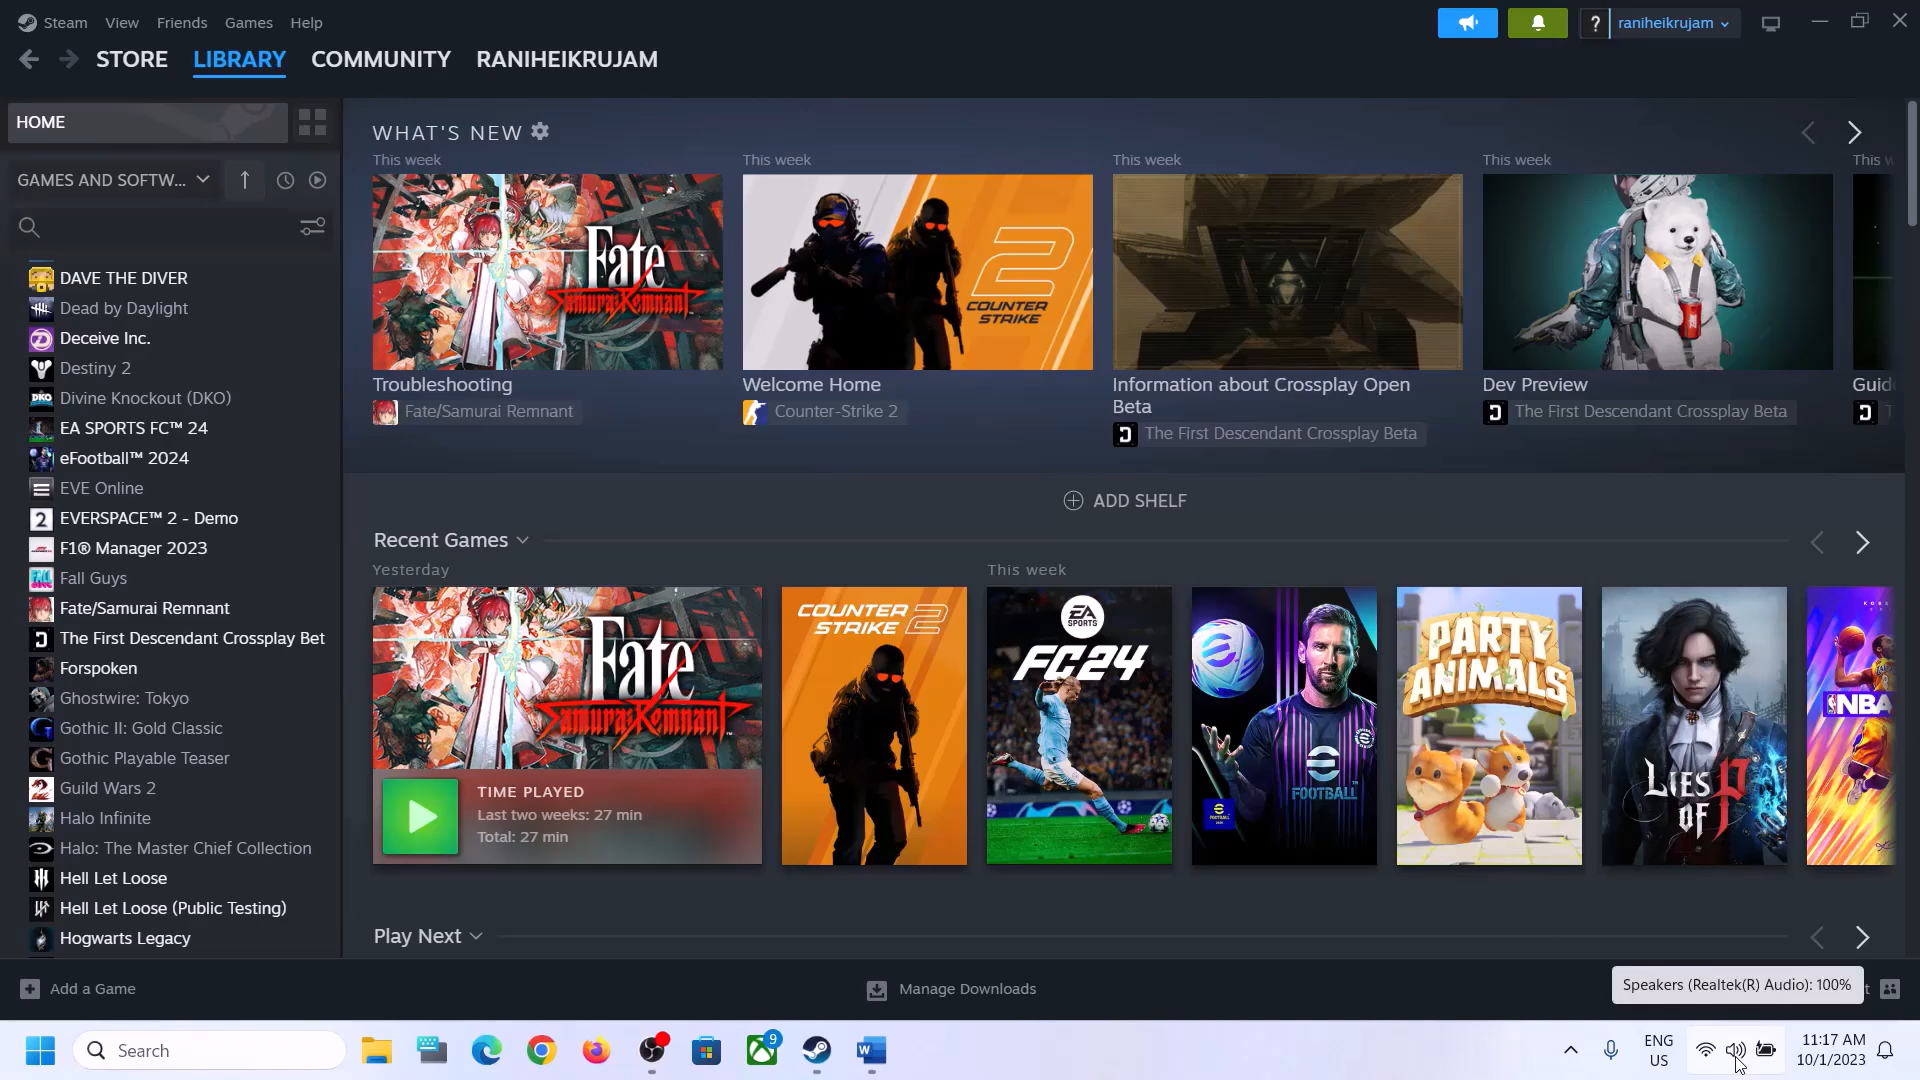 Steam View Friends Games Help
raniheikrujam
STORE LIBRARY COMMUNITY RANIHEIKRUJAM
HOME
GAMES AND SOFTW...
DAVE THE DIVER
Dead by Daylight
Deceive Inc.
Destiny 2
Divine Knockout (DKO)
EA SPORTS FC™ 24
eFootball™ 2024
EVE Online
EVERSPACE™ 2 - Demo
F1® Manager 2023
Fall Guys
Fate/Samurai Remnant
The First Descendant Crossplay Bet
Forspoken
Ghostwire: Tokyo
Gothic II: Gold Classic
Gothic Playable Teaser
Guild Wars 2
Halo Infinite
Halo: The Master Chief Collection
Hell Let Loose
Hell Let Loose (Public Testing)
Hogwarts Legacy
WHAT'S NEW
This week
This week
This week
This week
This
Fate
Samurai Remnant
2
COUNTER
STRIKE
Troubleshooting
Fate/Samurai Remnant
Welcome Home
Counter-Strike 2
Information about Crossplay Open
Beta
The First Descendant Crossplay Beta
Dev Preview
The First Descendant Crossplay Beta
ADD SHELF
Recent Games
Yesterday
This week
Fate
Samurai Remnant
TIME PLAYED
Last two weeks: 27 min
Total: 27 min
COUNTER
STRIKE 2
EA
SPORTS
FC24
FOOTBALL
PARTY
ANIMALS
LIES
OF P
NBA
Play Next
Add a Game
Manage Downloads
Speakers (Realtek(R) Audio): 100%
Search
9
ENG
US
11:17 AM
10/1/2023